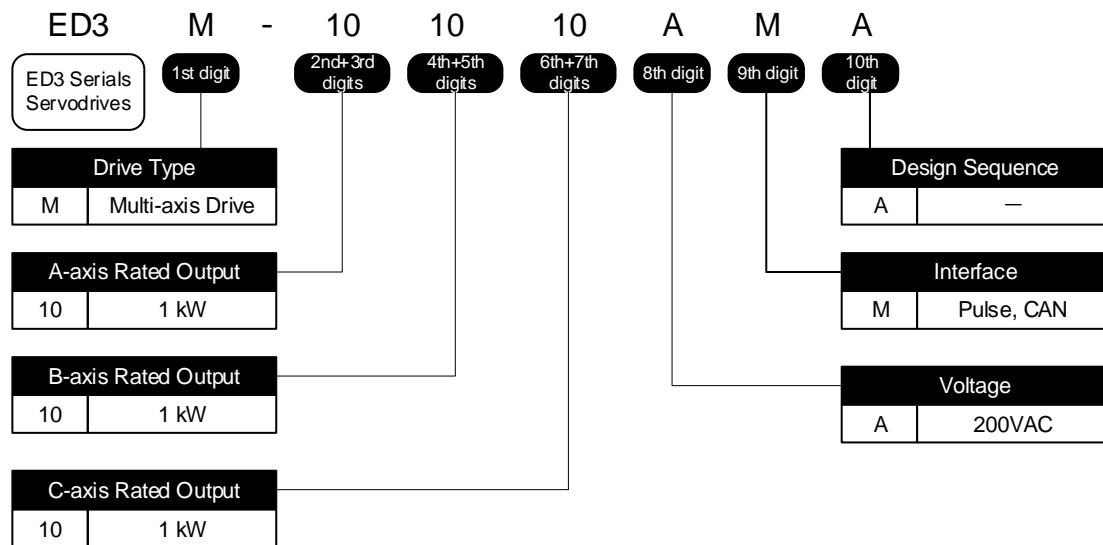 ED3 M - 10 10 10 A M A
ED3 Serials
Servodrives
1st digit
2nd+3rd
digits
4th+5th
digits
6th+7th
digits
8th digit
9th digit
10th
digit
Drive Type
M Multi-axis Drive
A-axis Rated Output
10 1 kW
B-axis Rated Output
10 1 kW
C-axis Rated Output
10 1 kW
Design Sequence
A —
Interface
M Pulse, CAN
Voltage
A 200VAC